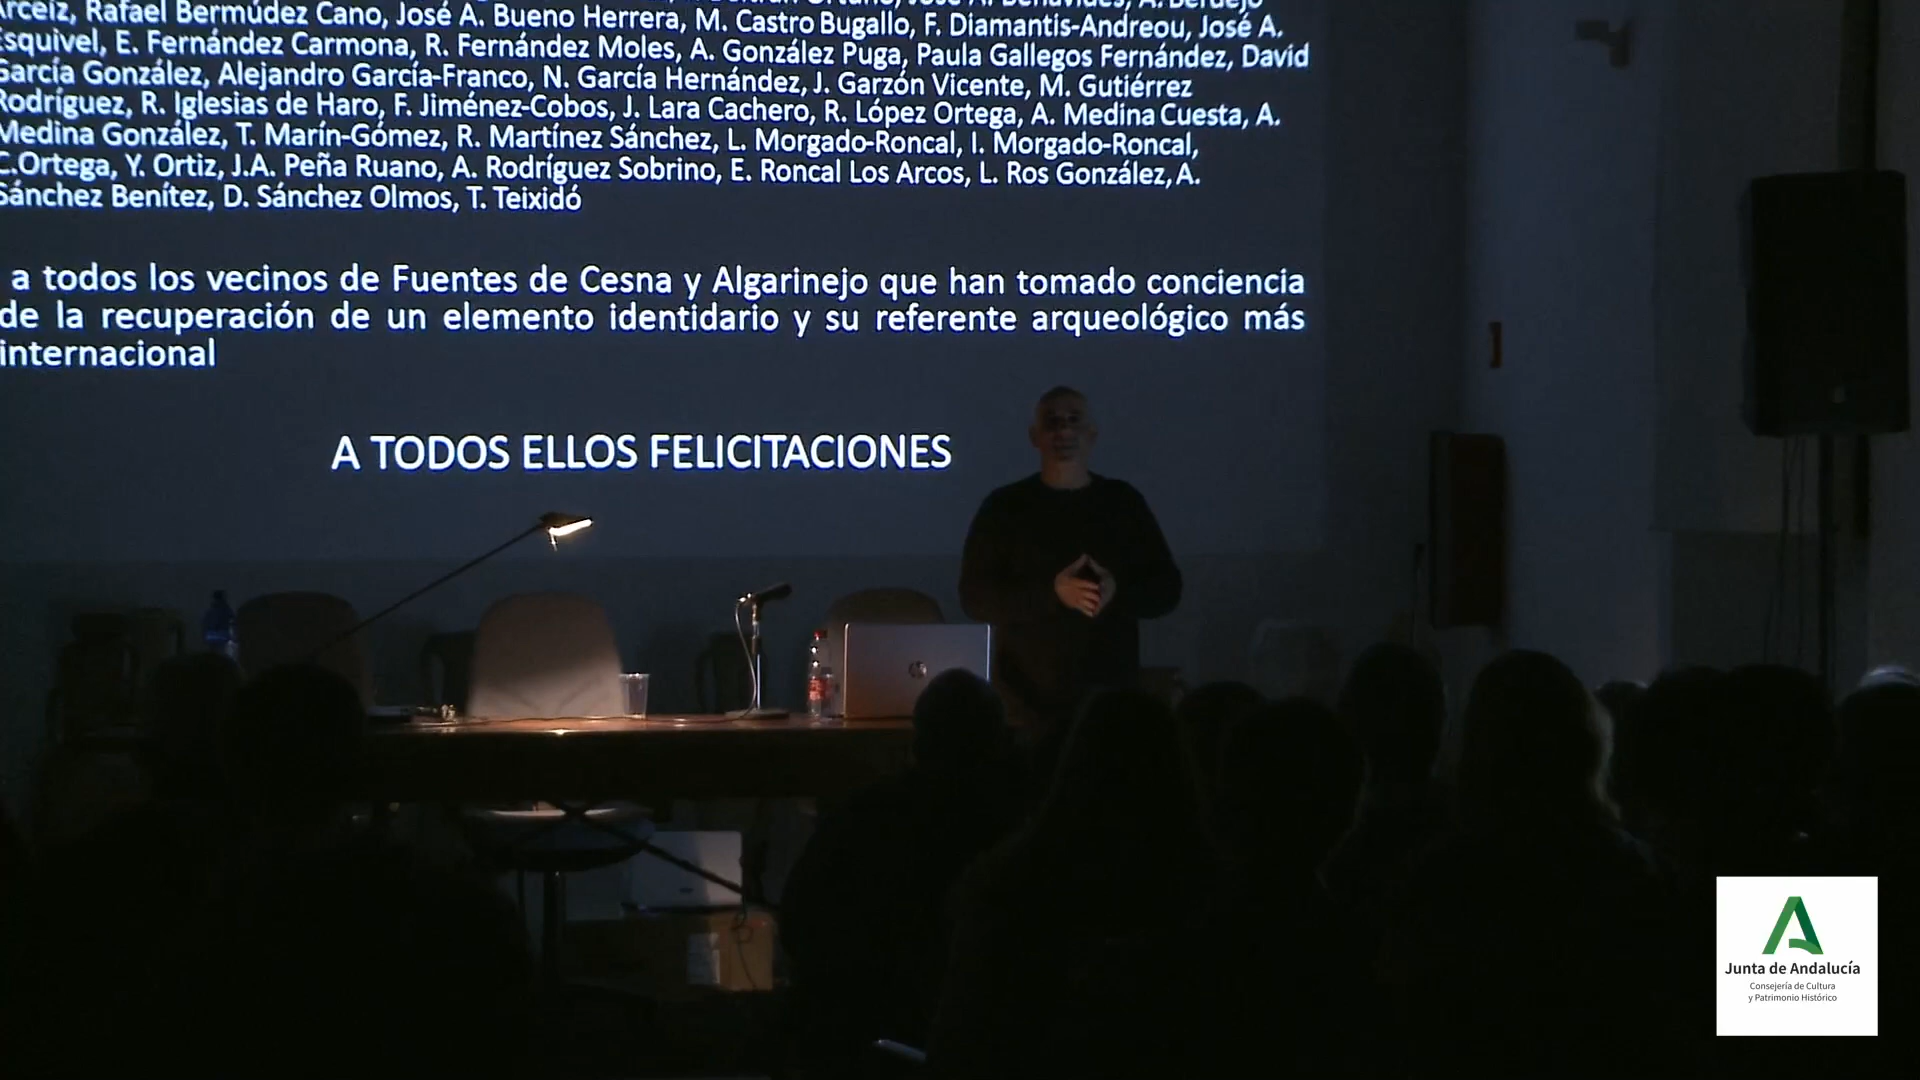 Arceiz, Rafael Bermúdez Cano, José A. Bueno Herrera, M. Castro Bugallo, F. Diamantis-Andreou, José A.
Esquivel, E. Fernández Carmona, R. Fernández Moles, A. González Puga, Paula Gallegos Fernández, David
García González, Alejandro García-Franco, N. García Hernández, J. Garzón Vicente, M. Gutiérrez
Rodríguez, R. Iglesias de Haro, F. Jiménez-Cobos, J. Lara Cachero, R. López Ortega, A. Medina Cuesta, A.
Medina González, T. Marín-Gómez, R. Martínez Sánchez, L. Morgado-Roncal, I. Morgado-Roncal,
C.Ortega, Y. Ortiz, J.A. Peña Ruano, A. Rodríguez Sobrino, E. Roncal Los Arcos, L. Ros González, A.
Sánchez Benítez, D. Sánchez Olmos, T. Teixidó
a todos los vecinos de Fuentes de Cesna y Algarinejo que han tomado conciencia
de la recuperación de un elemento identidario y su referente arqueológico más
internacional
A TODOS ELLOS FELICITACIONES
Junta de Andalucía
Consejería de Cultura
y Patrimonio Histórico